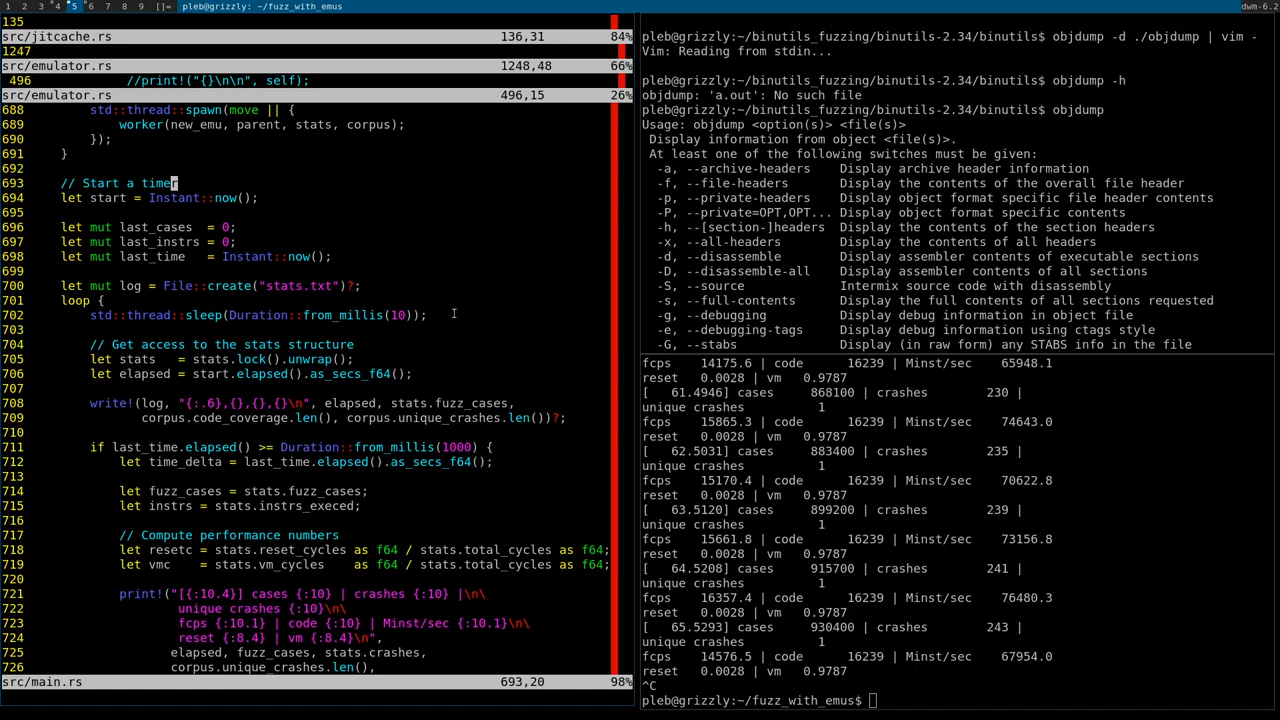 1 2 3 4 5 6 7 8 9 []= pleb@grizzly: ~/fuzz_with_emus dwm-6.2
135
src/jitcache.rs 136,31 84%
1247
src/emulator.rs 1248,48 66%
496 //print!("{}\n\n", self);
src/emulator.rs 496,15 26%
688 std::thread::spawn(move || {
689 worker(new_emu, parent, stats, corpus);
690 });
691 }
692
693 // Start a timer
694 let start = Instant::now();
695
696 let mut last_cases  = 0;
697 let mut last_instrs = 0;
698 let mut last_time   = Instant::now();
699
700 let mut log = File::create("stats.txt")?;
701 loop {
702 std::thread::sleep(Duration::from_millis(10));
703
704 // Get access to the stats structure
705 let stats   = stats.lock().unwrap();
706 let elapsed = start.elapsed().as_secs_f64();
707
708 write!(log, "{:.6},{},{},{}\n", elapsed, stats.fuzz_cases,
709 corpus.code_coverage.len(), corpus.unique_crashes.len())?;
710
711 if last_time.elapsed() >= Duration::from_millis(1000) {
712 let time_delta = last_time.elapsed().as_secs_f64();
713
714 let fuzz_cases = stats.fuzz_cases;
715 let instrs = stats.instrs_execed;
716
717 // Compute performance numbers
718 let resetc = stats.reset_cycles as f64 / stats.total_cycles as f64;
719 let vmc    = stats.vm_cycles    as f64 / stats.total_cycles as f64;
720
721 print!("[{:10.4}] cases {:10} | crashes {:10} |\n\
722 unique crashes {:10}\n\
723 fcps {:10.1} | code {:10} | Minst/sec {:10.1}\n\
724 reset {:8.4} | vm {:8.4}\n",
725 elapsed, fuzz_cases, stats.crashes,
726 corpus.unique_crashes.len(),
src/main.rs 693,20 98%
pleb@grizzly:~/binutils_fuzzing/binutils-2.34/binutils$ objdump -d ./objdump | vim -
Vim: Reading from stdin...
pleb@grizzly:~/binutils_fuzzing/binutils-2.34/binutils$ objdump -h
objdump: 'a.out': No such file
pleb@grizzly:~/binutils_fuzzing/binutils-2.34/binutils$ objdump
Usage: objdump <option(s)> <file(s)>
Display information from object <file(s)>.
At least one of the following switches must be given:
-a, --archive-headers    Display archive header information
-f, --file-headers       Display the contents of the overall file header
-p, --private-headers    Display object format specific file header contents
-P, --private=OPT,OPT... Display object format specific contents
-h, --[section-]headers  Display the contents of the section headers
-x, --all-headers        Display the contents of all headers
-d, --disassemble        Display assembler contents of executable sections
-D, --disassemble-all    Display assembler contents of all sections
-S, --source             Intermix source code with disassembly
-s, --full-contents      Display the full contents of all sections requested
-g, --debugging          Display debug information in object file
-e, --debugging-tags     Display debug information using ctags style
-G, --stabs              Display (in raw form) any STABS info in the file
fcps    14175.6 | code      16239 | Minst/sec    65948.1
reset   0.0028 | vm   0.9787
[   61.4946] cases     868100 | crashes        230 |
unique crashes          1
fcps    15865.3 | code      16239 | Minst/sec    74643.0
reset   0.0028 | vm   0.9787
[   62.5031] cases     883400 | crashes        235 |
unique crashes          1
fcps    15170.4 | code      16239 | Minst/sec    70622.8
reset   0.0028 | vm   0.9787
[   63.5120] cases     899200 | crashes        239 |
unique crashes          1
fcps    15661.8 | code      16239 | Minst/sec    73156.8
reset   0.0028 | vm   0.9787
[   64.5208] cases     915700 | crashes        241 |
unique crashes          1
fcps    16357.4 | code      16239 | Minst/sec    76480.3
reset   0.0028 | vm   0.9787
[   65.5293] cases     930400 | crashes        243 |
unique crashes          1
fcps    14576.5 | code      16239 | Minst/sec    67954.0
reset   0.0028 | vm   0.9787
^C
pleb@grizzly:~/fuzz_with_emus$